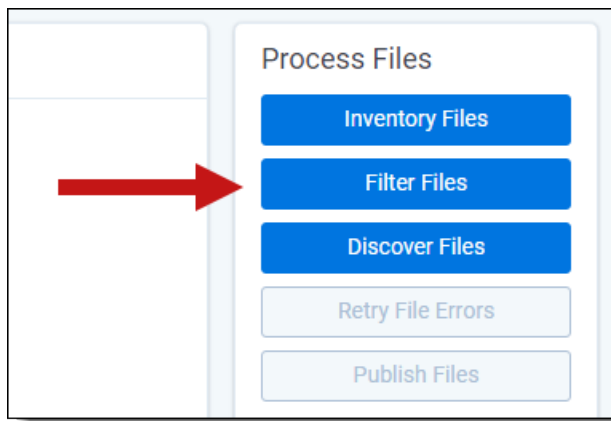 Process Files
Inventory Files
Filter Files
Discover Files
Retry File Errors
Publish Files